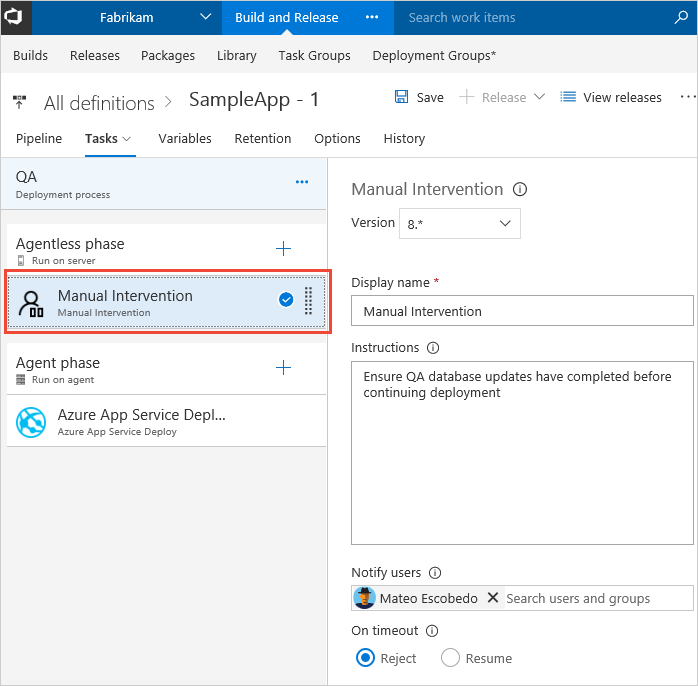 Fabrikam
Build and Release
Search work items
Builds Releases Packages Library Task Groups Deployment Groups*
All definitions > SampleApp - 1
Save
Release
View releases
Pipeline Tasks Variables Retention Options History
QA
Deployment process
Agentless phase
Run on server
Manual Intervention
Manual Intervention
Agent phase
Run on agent
Azure App Service Depl...
Azure App Service Deploy
Manual Intervention
Version 8.*
Display name *
Manual Intervention
Instructions
Ensure QA database updates have completed before
continuing deployment
Notify users
Mateo Escobedo Search users and groups
On timeout
Reject Resume